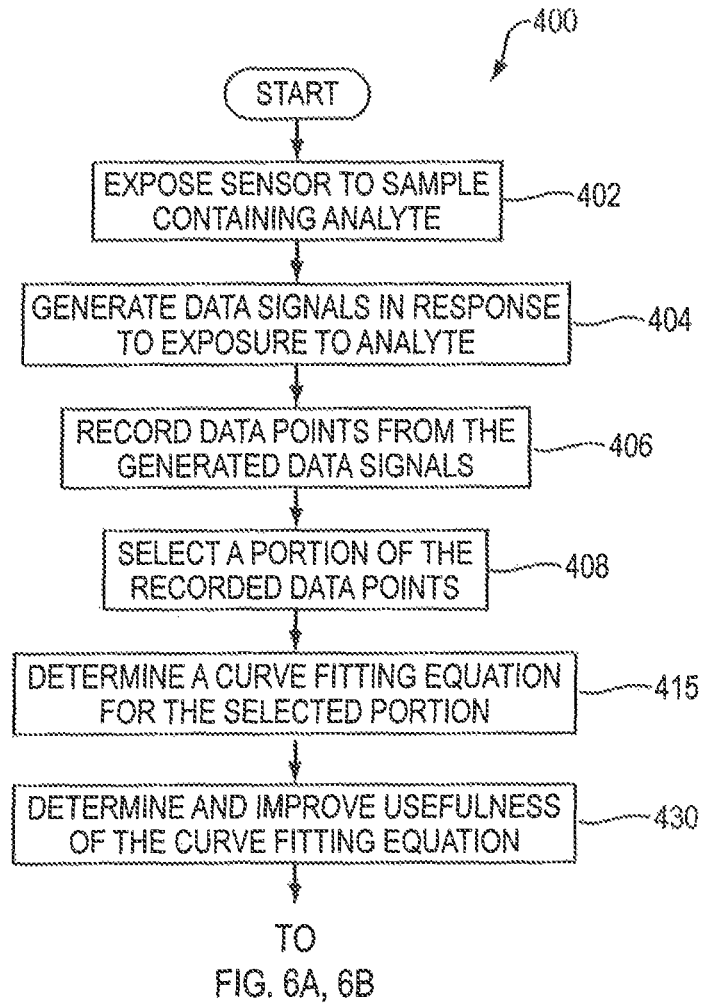 400
START
EXPOSE SENSOR TO SAMPLE
CONTAINING ANALYTE
402
GENERATE DATA SIGNALS IN RESPONSE
TO EXPOSURE TO ANALYTE
404
RECORD DATA POINTS FROM THE
GENERATED DATA SIGNALS
406
SELECT A PORTION OF THE
RECORDED DATA POINTS
408
DETERMINE A CURVE FITTING EQUATION
FOR THE SELECTED PORTION
415
DETERMINE AND IMPROVE USEFULNESS
OF THE CURVE FITTING EQUATION
430
TO
FIG. 6A, 6B